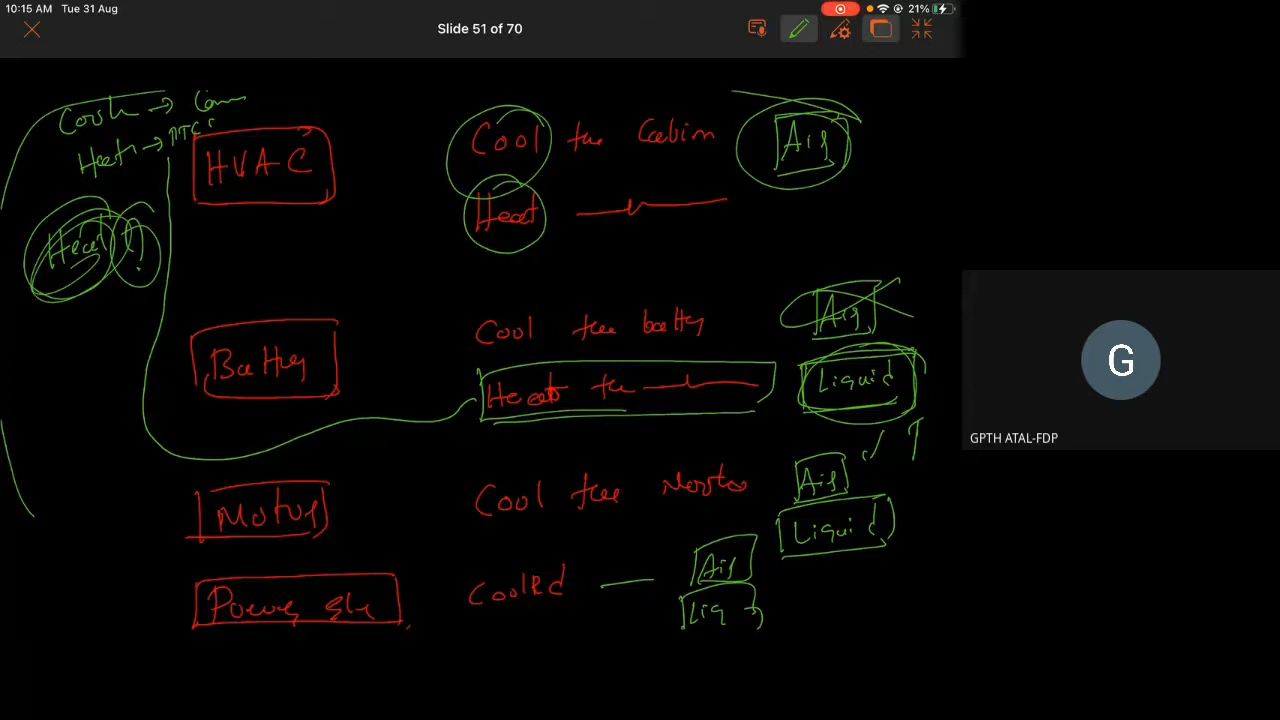 10:15 AM Tue 31 Aug
21%
Slide 51 of 70
Heat →
HVAC
Cool the Cabin
Air
Heat
Heat
Battery
Cool the battery
Air
Heat the
Liquid
Motor
Cool the Motor
Air
Liquid
Power
Cooled
Air
Liq
G
GPTH ATAL-FDP